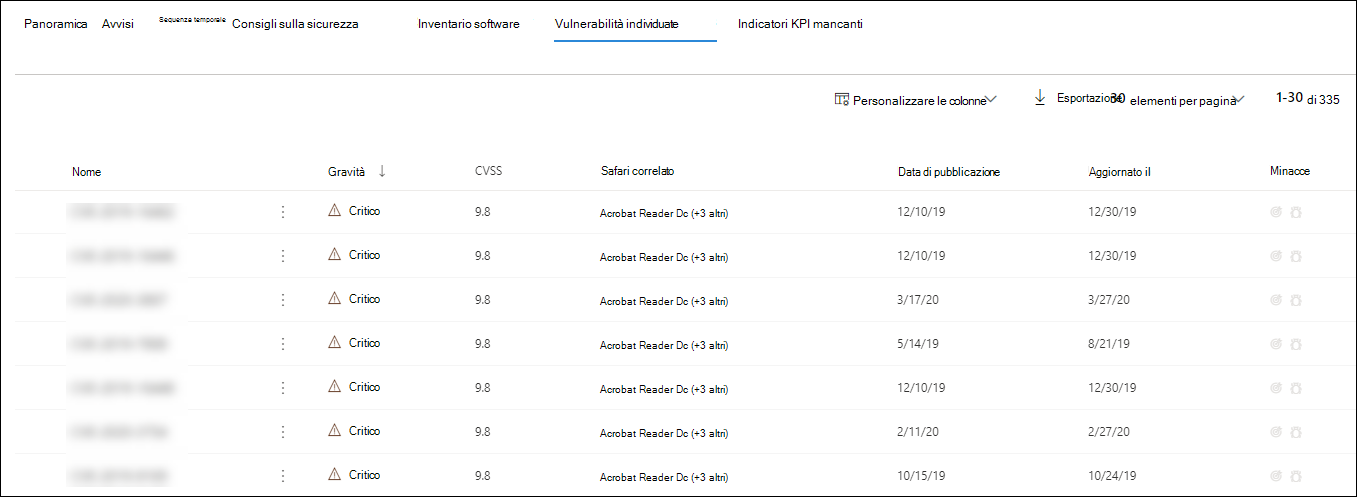 Panoramica Avvisi Sequenza temporale Consigli sulla sicurezza Inventario software Vulnerabilità individuate Indicatori KPI mancanti
Personalizzare le colonne Esportazione 30 elementi per pagina 1-30 di 335
Nome Gravità CVSS Safari correlato Data di pubblicazione Aggiornato il Minacce
Critico 9.8 Acrobat Reader Dc (+3 altri) 12/10/19 12/30/19
Critico 9.8 Acrobat Reader Dc (+3 altri) 12/10/19 12/30/19
Critico 9.8 Acrobat Reader Dc (+3 altri) 3/17/20 3/27/20
Critico 9.8 Acrobat Reader Dc (+3 altri) 5/14/19 8/21/19
Critico 9.8 Acrobat Reader Dc (+3 altri) 12/10/19 12/30/19
Critico 9.8 Acrobat Reader Dc (+3 altri) 2/11/20 2/27/20
Critico 9.8 Acrobat Reader Dc (+3 altri) 10/15/19 10/24/19